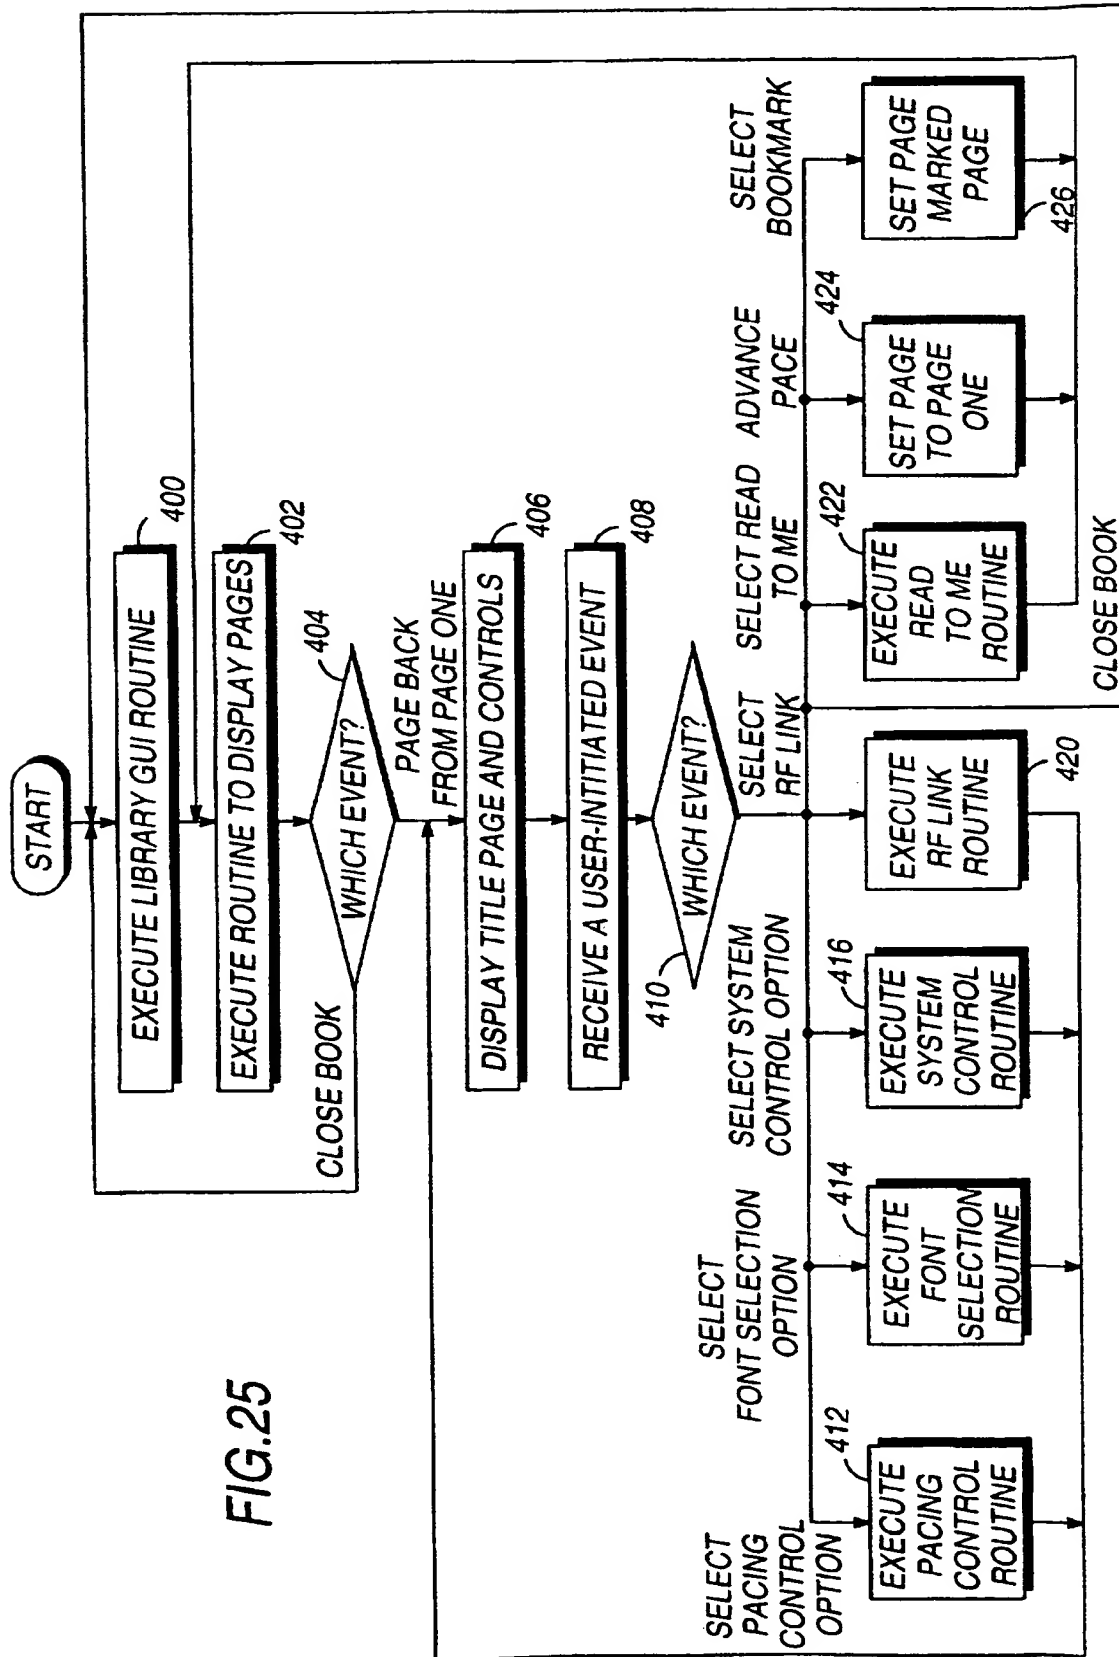 START
EXECUTE LIBRARY GUI ROUTINE
400
EXECUTE ROUTINE TO DISPLAY PAGES
402
WHICH EVENT?
404
CLOSE BOOK
PAGE BACK
FROM PAGE ONE
DISPLAY TITLE PAGE AND CONTROLS
406
RECEIVE A USER-INTITIATED EVENT
408
WHICH EVENT?
410
SELECT
PACING
CONTROL
OPTION
SELECT
FONT SELECTION
OPTION
SELECT SYSTEM
CONTROL OPTION
SELECT
RF LINK
SELECT READ
TO ME
ADVANCE
PACE
SELECT
BOOKMARK
412
EXECUTE
PACING
CONTROL
ROUTINE
414
EXECUTE
FONT
SELECTION
ROUTINE
416
EXECUTE
SYSTEM
CONTROL
ROUTINE
EXECUTE
RF LINK
ROUTINE
420
422
EXECUTE
READ
TO ME
ROUTINE
424
SET PAGE
TO PAGE
ONE
SET PAGE
MARKED
PAGE
426
CLOSE BOOK
FIG.25